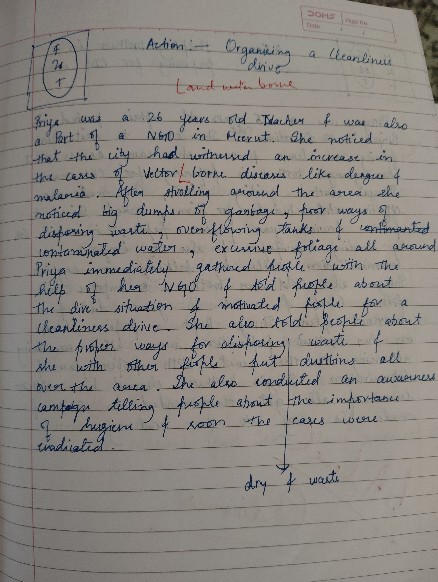 DOMS
Date
Page No.
F
26
+
Action :- Organising a Cleanliness
drive
Land water borne
Priya was a 26 years old Teacher & was also
a Part of a NGO in Meerut. She noticed
that the city had witnessed an increase in
the cases of Vector/borne diseases like degue &
malaria. After strolling around the area she
noticed big dumps of garbage, poor ways of
disposing waste, overflowing tanks &
contaminated water, excessive foliage all around
Priya immediately gathered people with the
help of her NGO & told people about
the dire situation & motivated people for a
cleanliness drive. She also told people about
the proper ways for disposing waste &
she with other people put dustbins all
over the area. She also conducted an awareness
campaign telling people about the importance
of hygiene & soon the cases were
eradicated.
dry & waste